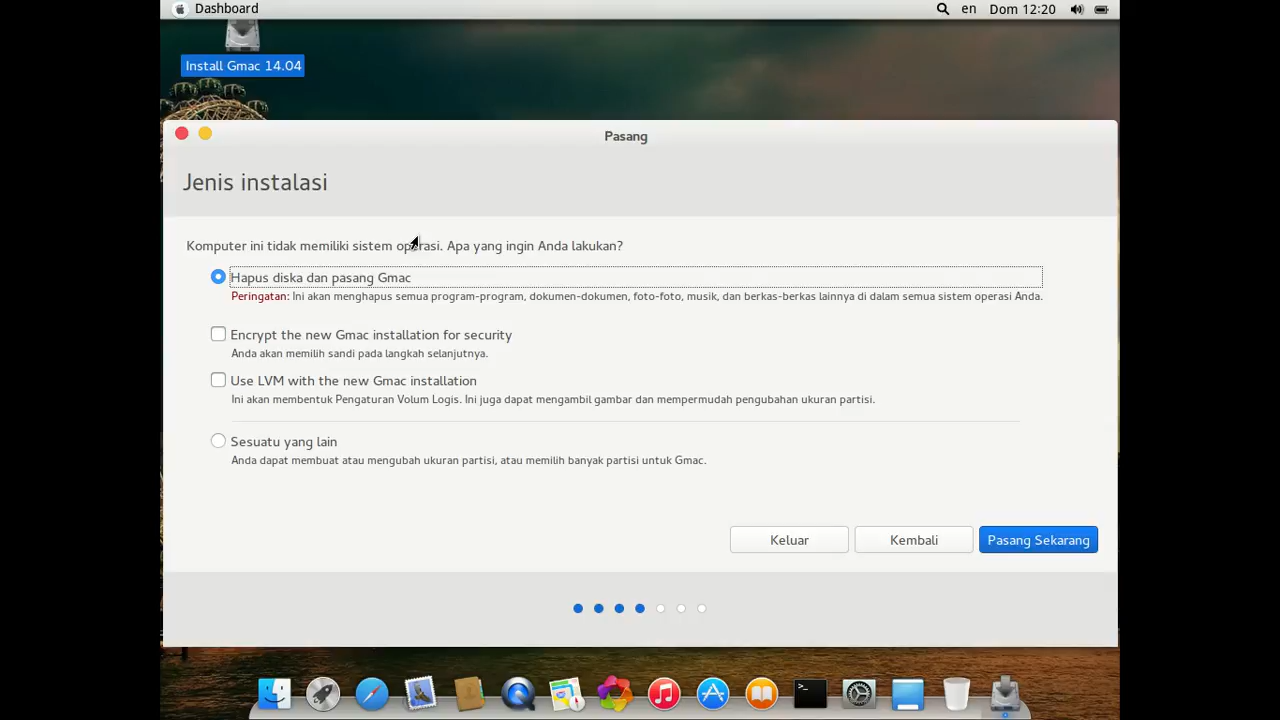 Dashboard en Dom 12:20
Install Gmac 14.04
Pasang
Jenis instalasi
Komputer ini tidak memiliki sistem operasi. Apa yang ingin Anda lakukan?
Hapus diska dan pasang Gmac
Peringatan: Ini akan menghapus semua program-program, dokumen-dokumen, foto-foto, musik, dan berkas-berkas lainnya di dalam semua sistem operasi Anda.
Encrypt the new Gmac installation for security
Anda akan memilih sandi pada langkah selanjutnya.
Use LVM with the new Gmac installation
Ini akan membentuk Pengaturan Volum Logis. Ini juga dapat mengambil gambar dan mempermudah pengubahan ukuran partisi.
Sesuatu yang lain
Anda dapat membuat atau mengubah ukuran partisi, atau memilih banyak partisi untuk Gmac.
Keluar Kembali Pasang Sekarang